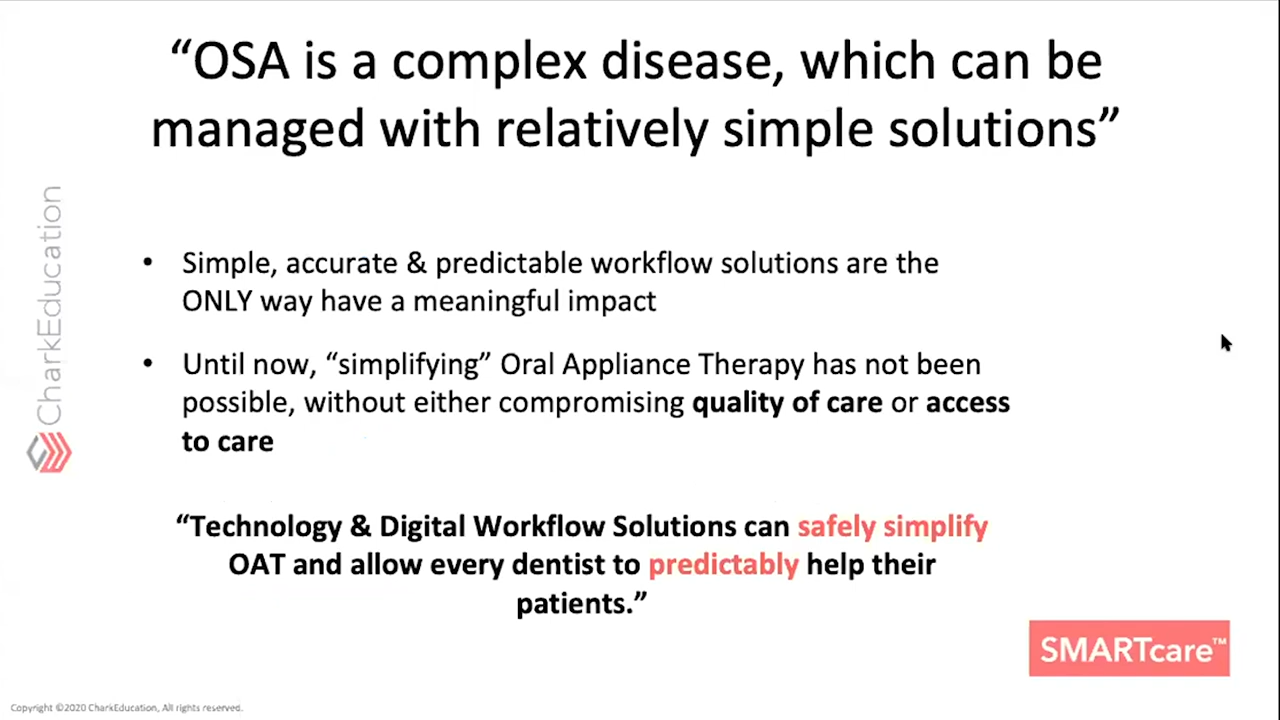 “OSA is a complex disease, which can be
managed with relatively simple solutions”
CharkEducation
• Simple, accurate & predictable workflow solutions are the
ONLY way have a meaningful impact
• Until now, “simplifying” Oral Appliance Therapy has not been
possible, without either compromising quality of care or access
to care
“Technology & Digital Workflow Solutions can safely simplify
OAT and allow every dentist to predictably help their
patients.”
SMARTcare™
Copyright ©2020 CharkEducation, All rights reserved.